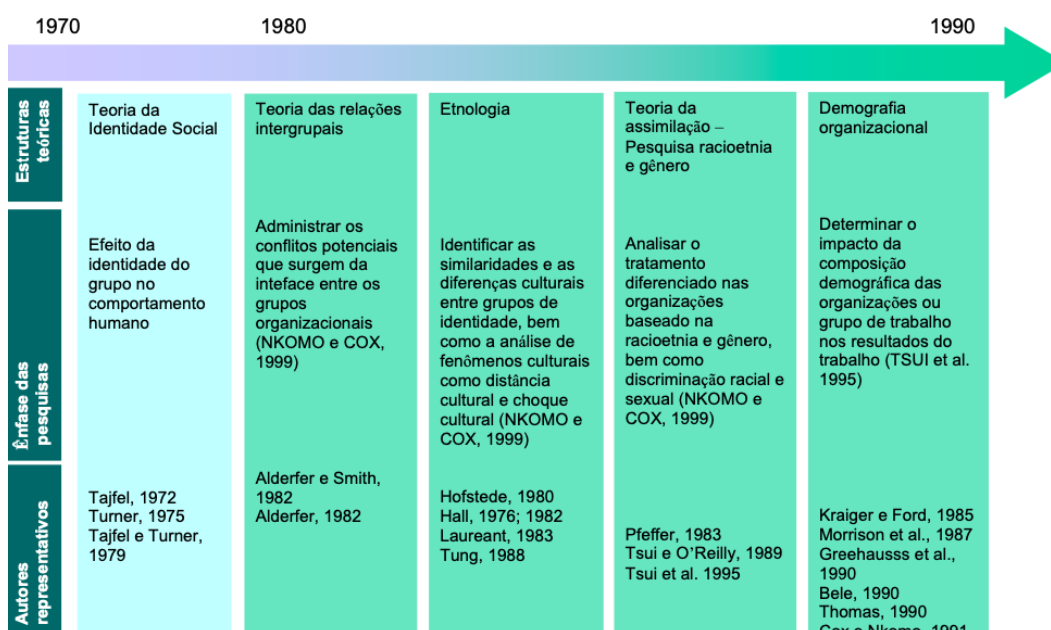 1970
1980
1990
Estruturas
teóricas
Teoria da
Identidade Social
Teoria das relações
intergrupais
Etnologia
Teoria da
assimilação –
Pesquisa racioetnia
e gênero
Demografia
organizacional
Ênfase das
pesquisas
Efeito da
identidade do
grupo no
comportamento
humano
Administrar os
conflitos potenciais
que surgem da
inteface entre os
grupos
organizacionais
(NKOMO e COX,
1999)
Identificar as
similaridades e as
diferenças culturais
entre grupos de
identidade, bem
como a análise de
fenômenos culturais
como distância
cultural e choque
cultural (NKOMO e
COX, 1999)
Analisar o
tratamento
diferenciado nas
organizações
baseado na
racioetnia e gênero,
bem como
discriminação racial e
sexual (NKOMO e
COX, 1999)
Determinar o
impacto da
composição
demográfica das
organizações ou
grupo de trabalho
nos resultados do
trabalho (TSUI et al.
1995)
Autores
representativos
Tajfel, 1972
Turner, 1975
Tajfel e Turner,
1979
Alderfer e Smith,
1982
Alderfer, 1982
Hofstede, 1980
Hall, 1976; 1982
Laureant, 1983
Tung, 1988
Pfeffer, 1983
Tsui e O'Reilly, 1989
Tsui et al. 1995
Kraiger e Ford, 1985
Morrison et al., 1987
Greehausss et al.,
1990
Bele, 1990
Thomas, 1990
Cox e Nkomo, 1991